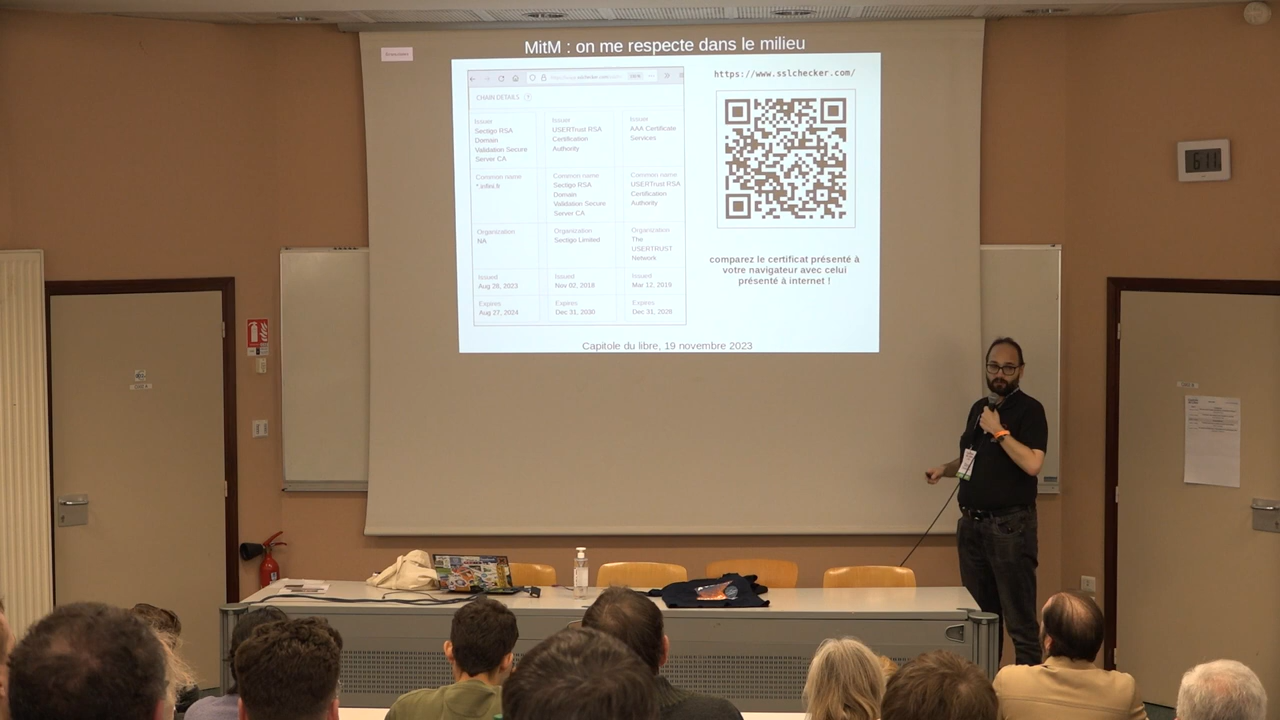 MitM : on me respecte dans le milieu
https://www.sslchecker.com/
CHAIN DETAILS ?
Issuer
Sectigo RSA
Domain
Validation Secure
Server CA
Issuer
USERTrust RSA
Certification
Authority
Issuer
AAA Certificate
Services
Common name
Common name
Sectigo RSA
Domain
Validation Secure
Server CA
Common name
USERTrust RSA
Certification
Authority
Organization
NA
Organization
Sectigo Limited
Organization
The
USERTRUST
Network
Issued
Aug 28, 2023
Issued
Nov 02, 2018
Issued
Mar 12, 2019
Expires
Aug 27, 2024
Expires
Dec 31, 2030
Expires
Dec 31, 2028
comparez le certificat présenté à
votre navigateur avec celui
présenté à internet !
Capitole du libre, 19 novembre 2023
611